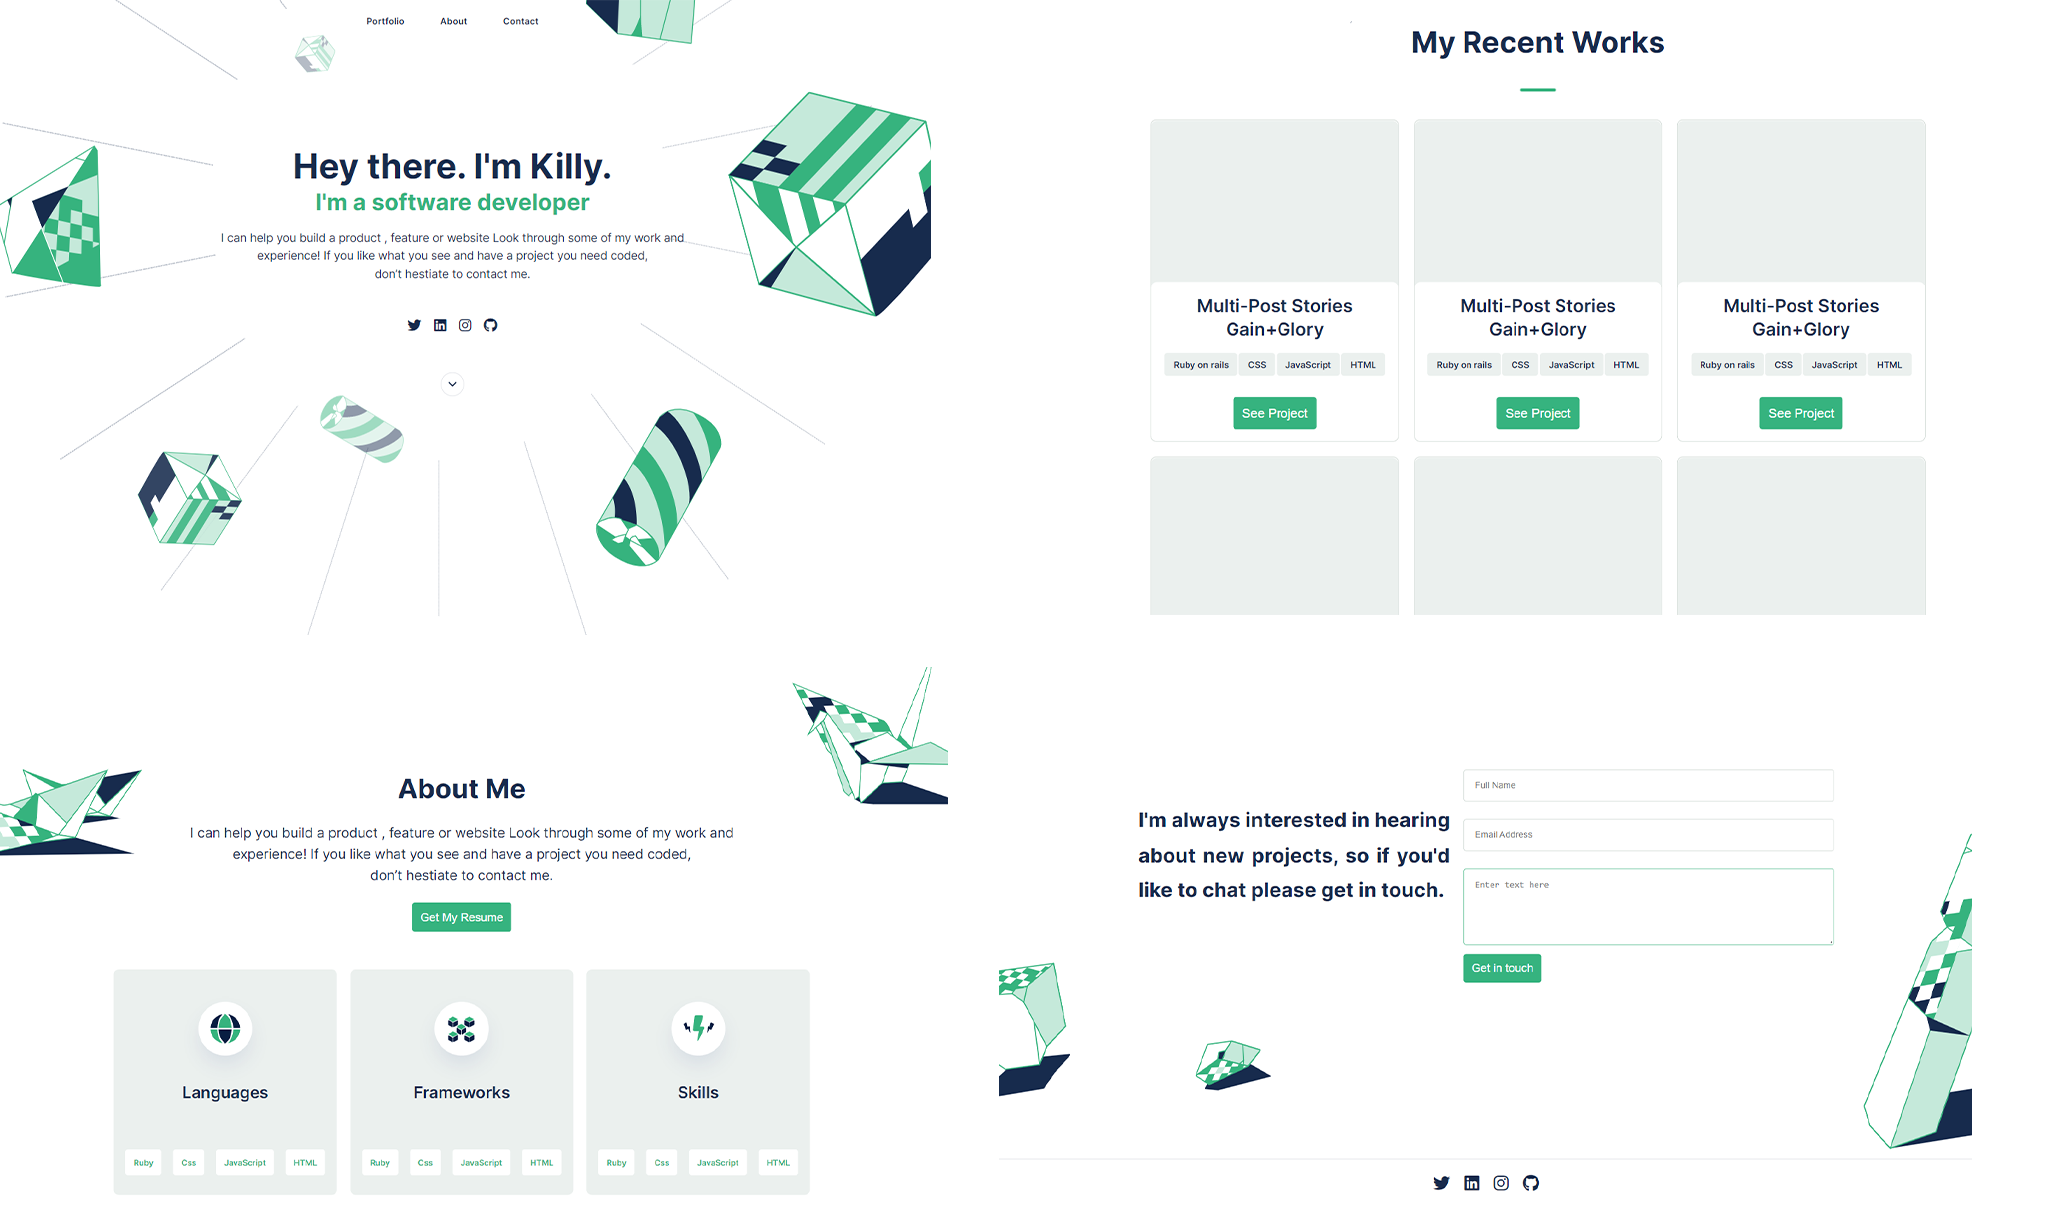 Portfolio About Contact
Hey there. I'm Killy.
I'm a software developer
I can help you build a product , feature or website Look through some of my work and
experience! If you like what you see and have a project you need coded,
don't hestiate to contact me.
My Recent Works
Multi-Post Stories
Gain+Glory
Ruby on rails CSS JavaScript HTML
See Project
Multi-Post Stories
Gain+Glory
Ruby on rails CSS JavaScript HTML
See Project
Multi-Post Stories
Gain+Glory
Ruby on rails CSS JavaScript HTML
See Project
About Me
I can help you build a product , feature or website Look through some of my work and
experience! If you like what you see and have a project you need coded,
don't hestiate to contact me.
Get My Resume
Languages
Ruby Css JavaScript HTML
Frameworks
Ruby Css JavaScript HTML
Skills
Ruby Css JavaScript HTML
I'm always interested in hearing
about new projects, so if you'd
like to chat please get in touch.
Full Name
Email Address
Enter text here
Get in touch